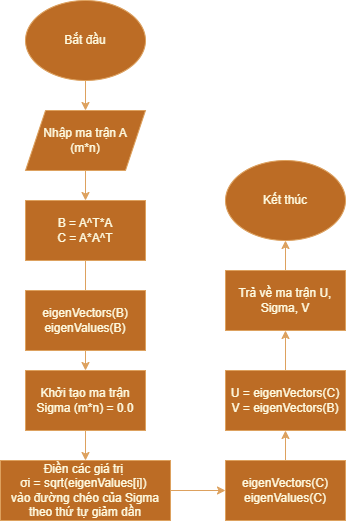 Bắt đầu
Nhập ma trận A
(m*n)
B = A^T*A
C = A*A^T
eigenVectors(B)
eigenValues(B)
Khởi tạo ma trận
Sigma (m*n) = 0.0
Điền các giá trị
σi = sqrt(eigenValues[i])
vào đường chéo của Sigma
theo thứ tự giảm dần
eigenVectors(C)
eigenValues(C)
U = eigenVectors(C)
V = eigenVectors(B)
Trả về ma trận U,
Sigma, V
Kết thúc